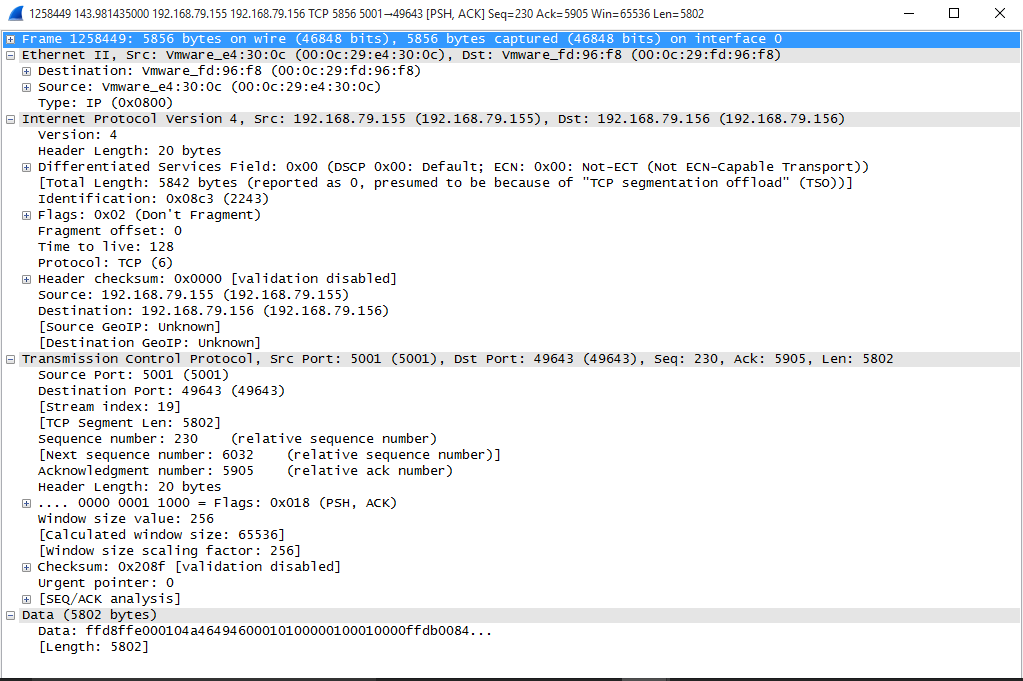 1258449 143.981435000 192.168.79.155 192.168.79.156 TCP 5856 5001→49643 [PSH, ACK] Seq=230 Ack=5905 Win=65536 Len=5802
Frame 1258449: 5856 bytes on wire (46848 bits), 5856 bytes captured (46848 bits) on interface 0
Ethernet II, Src: Vmware_e4:30:0c (00:0c:29:e4:30:0c), Dst: Vmware_fd:96:f8 (00:0c:29:fd:96:f8)
Destination: Vmware_fd:96:f8 (00:0c:29:fd:96:f8)
Source: Vmware_e4:30:0c (00:0c:29:e4:30:0c)
Type: IP (0x0800)
Internet Protocol Version 4, Src: 192.168.79.155 (192.168.79.155), Dst: 192.168.79.156 (192.168.79.156)
Version: 4
Header Length: 20 bytes
Differentiated Services Field: 0x00 (DSCP 0x00: Default; ECN: 0x00: Not-ECT (Not ECN-Capable Transport))
[Total Length: 5842 bytes (reported as 0, presumed to be because of "TCP segmentation offload" (TSO))]
Identification: 0x08c3 (2243)
Flags: 0x02 (Don't Fragment)
Fragment offset: 0
Time to live: 128
Protocol: TCP (6)
Header checksum: 0x0000 [validation disabled]
Source: 192.168.79.155 (192.168.79.155)
Destination: 192.168.79.156 (192.168.79.156)
[Source GeoIP: Unknown]
[Destination GeoIP: Unknown]
Transmission Control Protocol, Src Port: 5001 (5001), Dst Port: 49643 (49643), Seq: 230, Ack: 5905, Len: 5802
Source Port: 5001 (5001)
Destination Port: 49643 (49643)
[Stream index: 19]
[TCP Segment Len: 5802]
Sequence number: 230    (relative sequence number)
[Next sequence number: 6032    (relative sequence number)]
Acknowledgment number: 5905    (relative ack number)
Header Length: 20 bytes
.... 0000 0001 1000 = Flags: 0x018 (PSH, ACK)
Window size value: 256
[Calculated window size: 65536]
[Window size scaling factor: 256]
Checksum: 0x208f [validation disabled]
Urgent pointer: 0
[SEQ/ACK analysis]
Data (5802 bytes)
Data: ffd8ffe000104a46494600010100000100010000ffdb0084...
[Length: 5802]